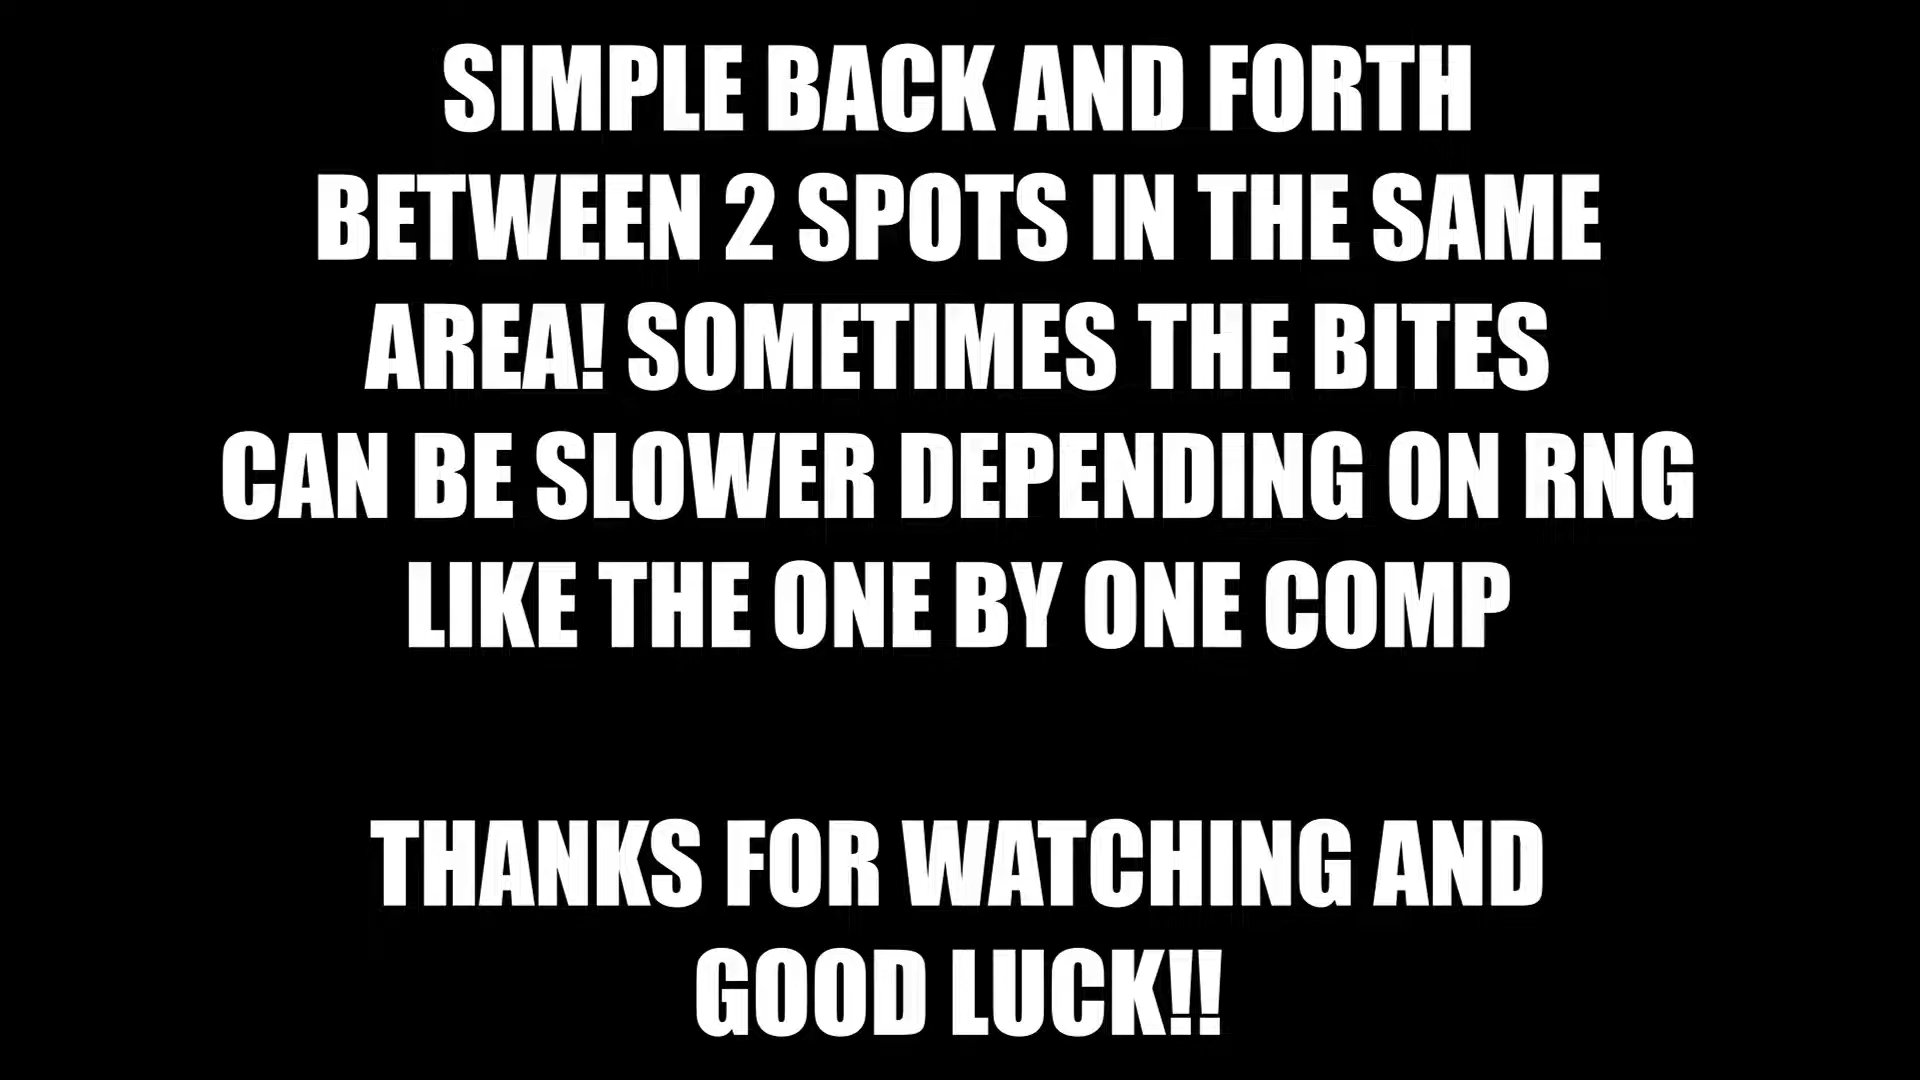 SIMPLE BACK AND FORTH
BETWEEN 2 SPOTS IN THE SAME
AREA! SOMETIMES THE BITES
CAN BE SLOWER DEPENDING ON RNG
LIKE THE ONE BY ONE COMP
THANKS FOR WATCHING AND
GOOD LUCK!!